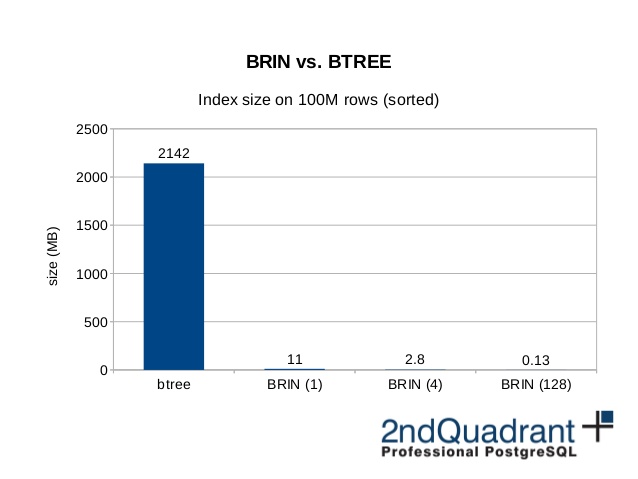 BRIN vs. BTREE
Index size on 100M rows (sorted)
size (MB)
2500
2000
1500
1000
500
0
2142
11
2.8
0.13
btree
BRIN (1)
BRIN (4)
BRIN (128)
2ndQuadrant
Professional PostgreSQL